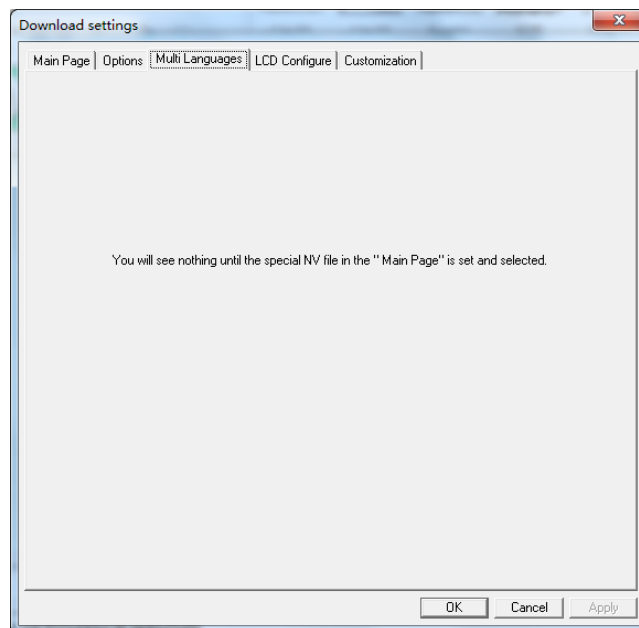 Download settings
Main Page Options Multi Languages LCD Configure Customization
You will see nothing until the special NV file in the " Main Page" is set and selected.
OK Cancel Apply